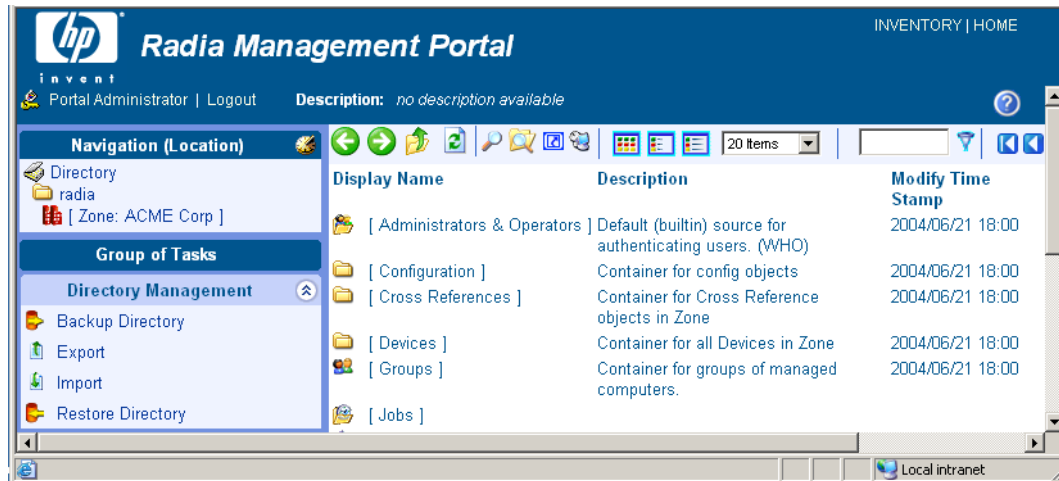 INVENTORY | HOME
hp
Radia Management Portal
invent
Portal Administrator | Logout Description: no description available
Navigation (Location)
20 Items
Directory
radia
[ Zone: ACME Corp ]
Display Name Description Modify Time
Stamp
[ Administrators & Operators ] Default (builtin) source for 2004/06/21 18:00
authenticating users. (WHO)
Group of Tasks
[ Configuration ] Container for config objects 2004/06/21 18:00
Directory Management
[ Cross References ] Container for Cross Reference 2004/06/21 18:00
objects in Zone
Backup Directory
[ Devices ] Container for all Devices in Zone 2004/06/21 18:00
Export
[ Groups ] Container for groups of managed 2004/06/21 18:00
computers.
Import
Restore Directory
[ Jobs ]
Local intranet